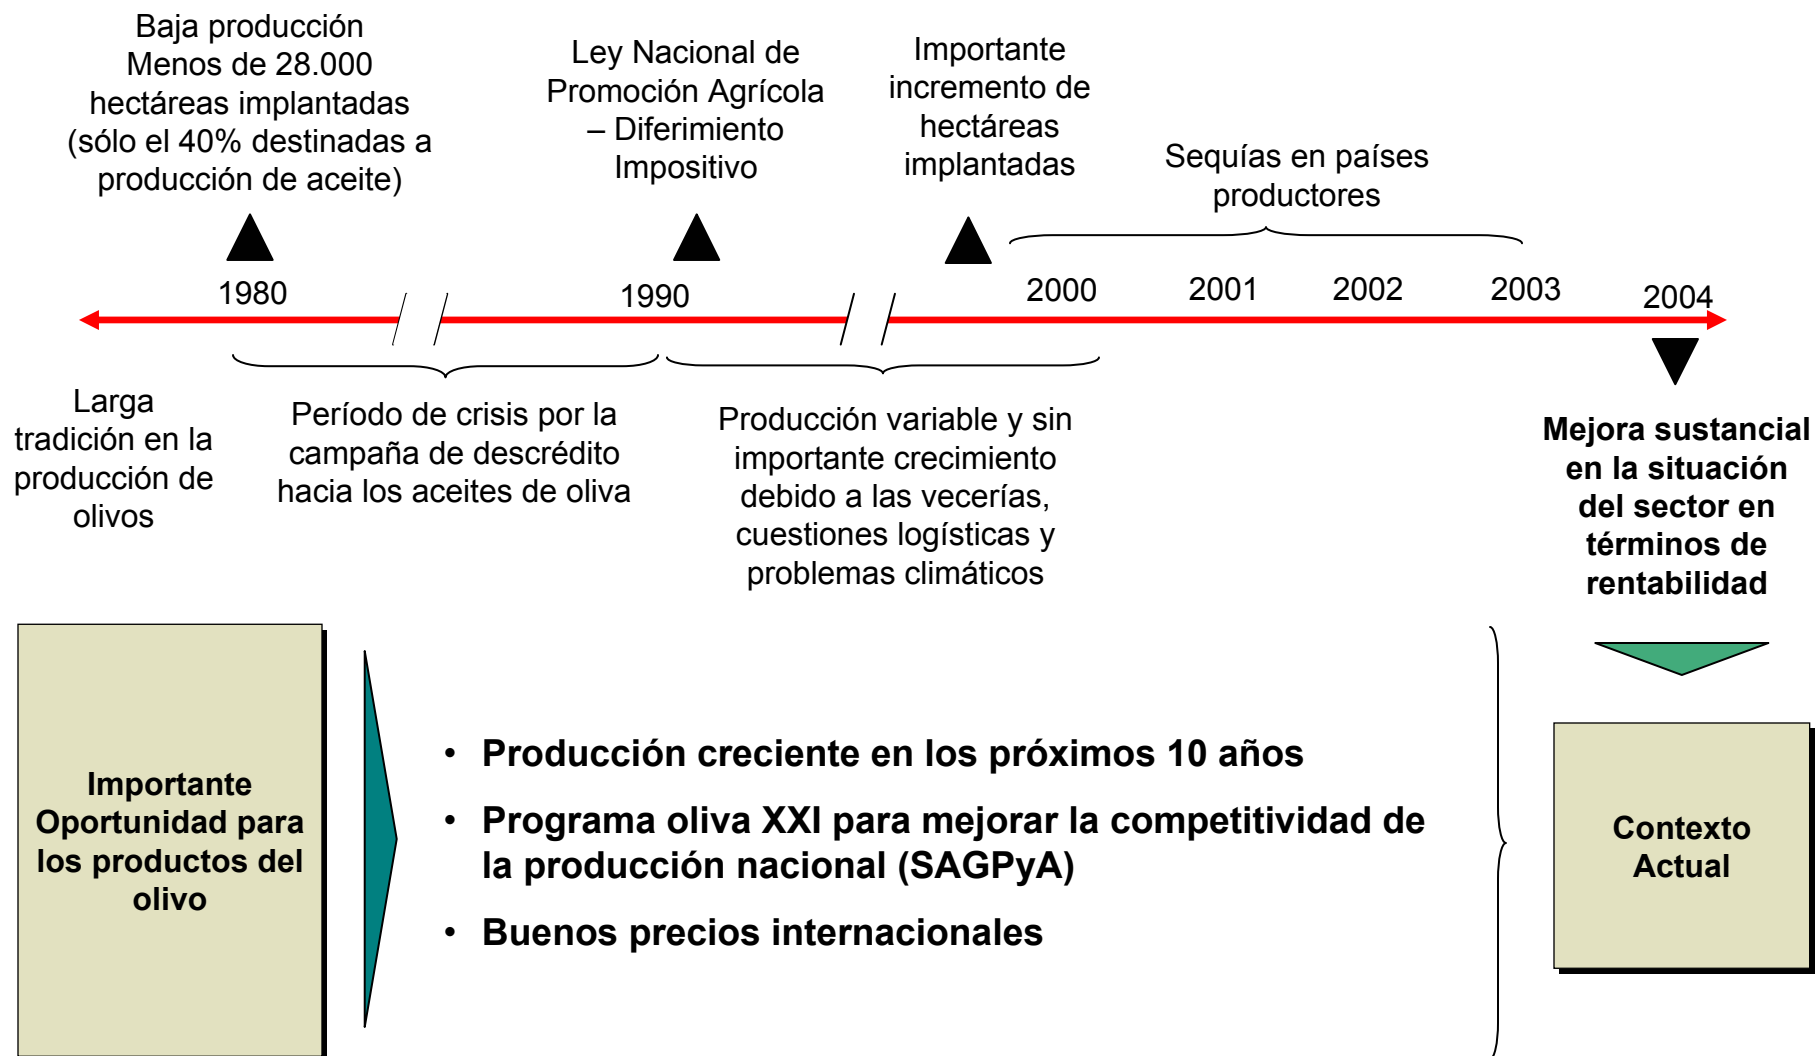 Baja producción
Menos de 28.000
hectáreas implantadas
(sólo el 40% destinadas a
producción de aceite)
Ley Nacional de
Promoción Agrícola
– Diferimiento
Impositivo
Importante
incremento de
hectáreas
implantadas
Sequías en países
productores
1980
1990
2000
2001
2002
2003
2004
Larga
tradición en la
producción de
olivos
Período de crisis por la
campaña de descrédito
hacia los aceites de oliva
Producción variable y sin
importante crecimiento
debido a las vecerías,
cuestiones logísticas y
problemas climáticos
Mejora sustancial
en la situación
del sector en
términos de
rentabilidad
Importante
Oportunidad para
los productos del
olivo
• Producción creciente en los próximos 10 años
• Programa oliva XXI para mejorar la competitividad de
la producción nacional (SAGPyA)
• Buenos precios internacionales
Contexto
Actual